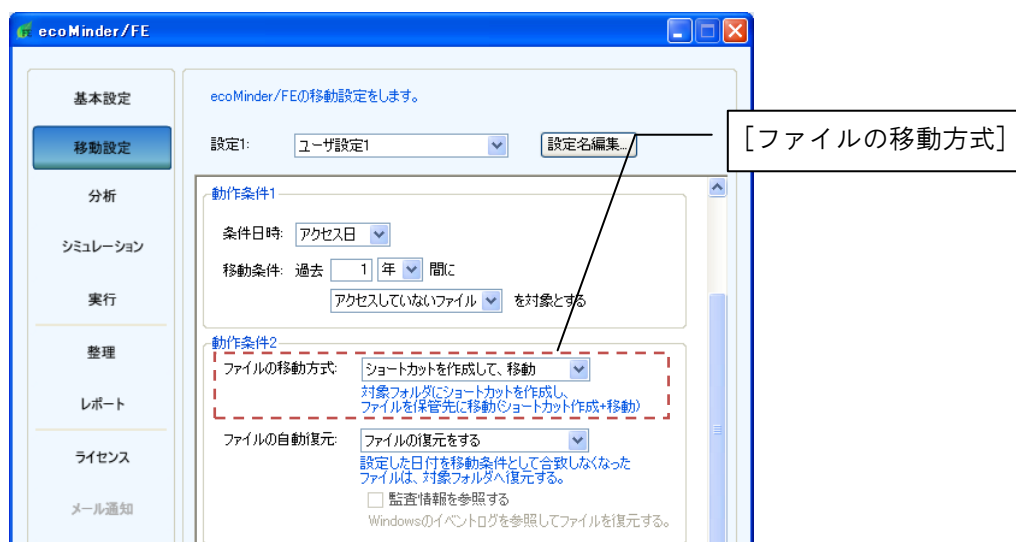 ecoMinder/FE
基本設定
移動設定
分析
シミュレーション
実行
整理
レポート
ライセンス
メール通知
ecoMinder/FEの移動設定をします。
設定1: ユーザ設定1 設定名編集...
[ファイルの移動方式]
動作条件1
条件日時: アクセス日
移動条件: 過去 1 年 間に
アクセスしていないファイル を対象とする
動作条件2
ファイルの移動方式: ショートカットを作成して、移動
対象フォルダにショートカットを作成し、
ファイルを保管先に移動(ショートカット作成+移動)
ファイルの自動復元: ファイルの復元をする
設定した日付を移動条件として合致しなくなった
ファイルは、対象フォルダへ復元する。
監査情報を参照する
Windowsのイベントログを参照してファイルを復元する。